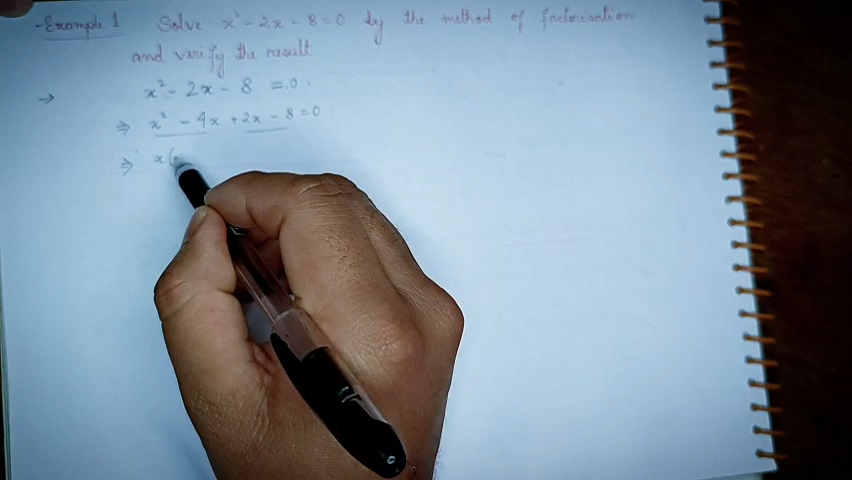 Example 1 Solve x² - 2x - 8 = 0 by the method of factorisation
and verify the result
→ x² - 2x - 8 = 0.
⇒ x² - 4x + 2x - 8 = 0
⇒ x (